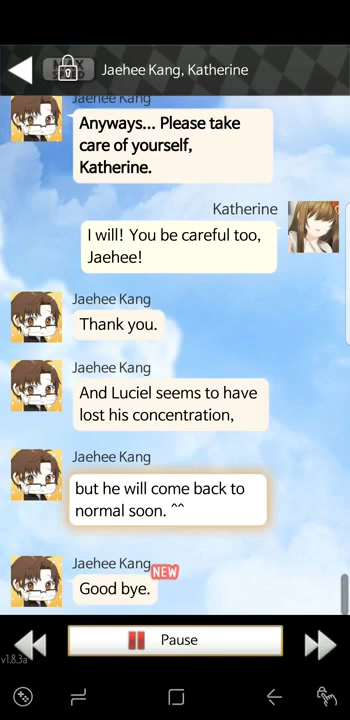 Jaehee Kang, Katherine
Jaehee Kang
Anyways... Please take
care of yourself,
Katherine.
Katherine
I will! You be careful too,
Jaehee!
Jaehee Kang
Thank you.
Jaehee Kang
And Luciel seems to have
lost his concentration,
Jaehee Kang
but he will come back to
normal soon. ^^
Jaehee Kang
NEW
Good bye.
Pause
v1.8.3a